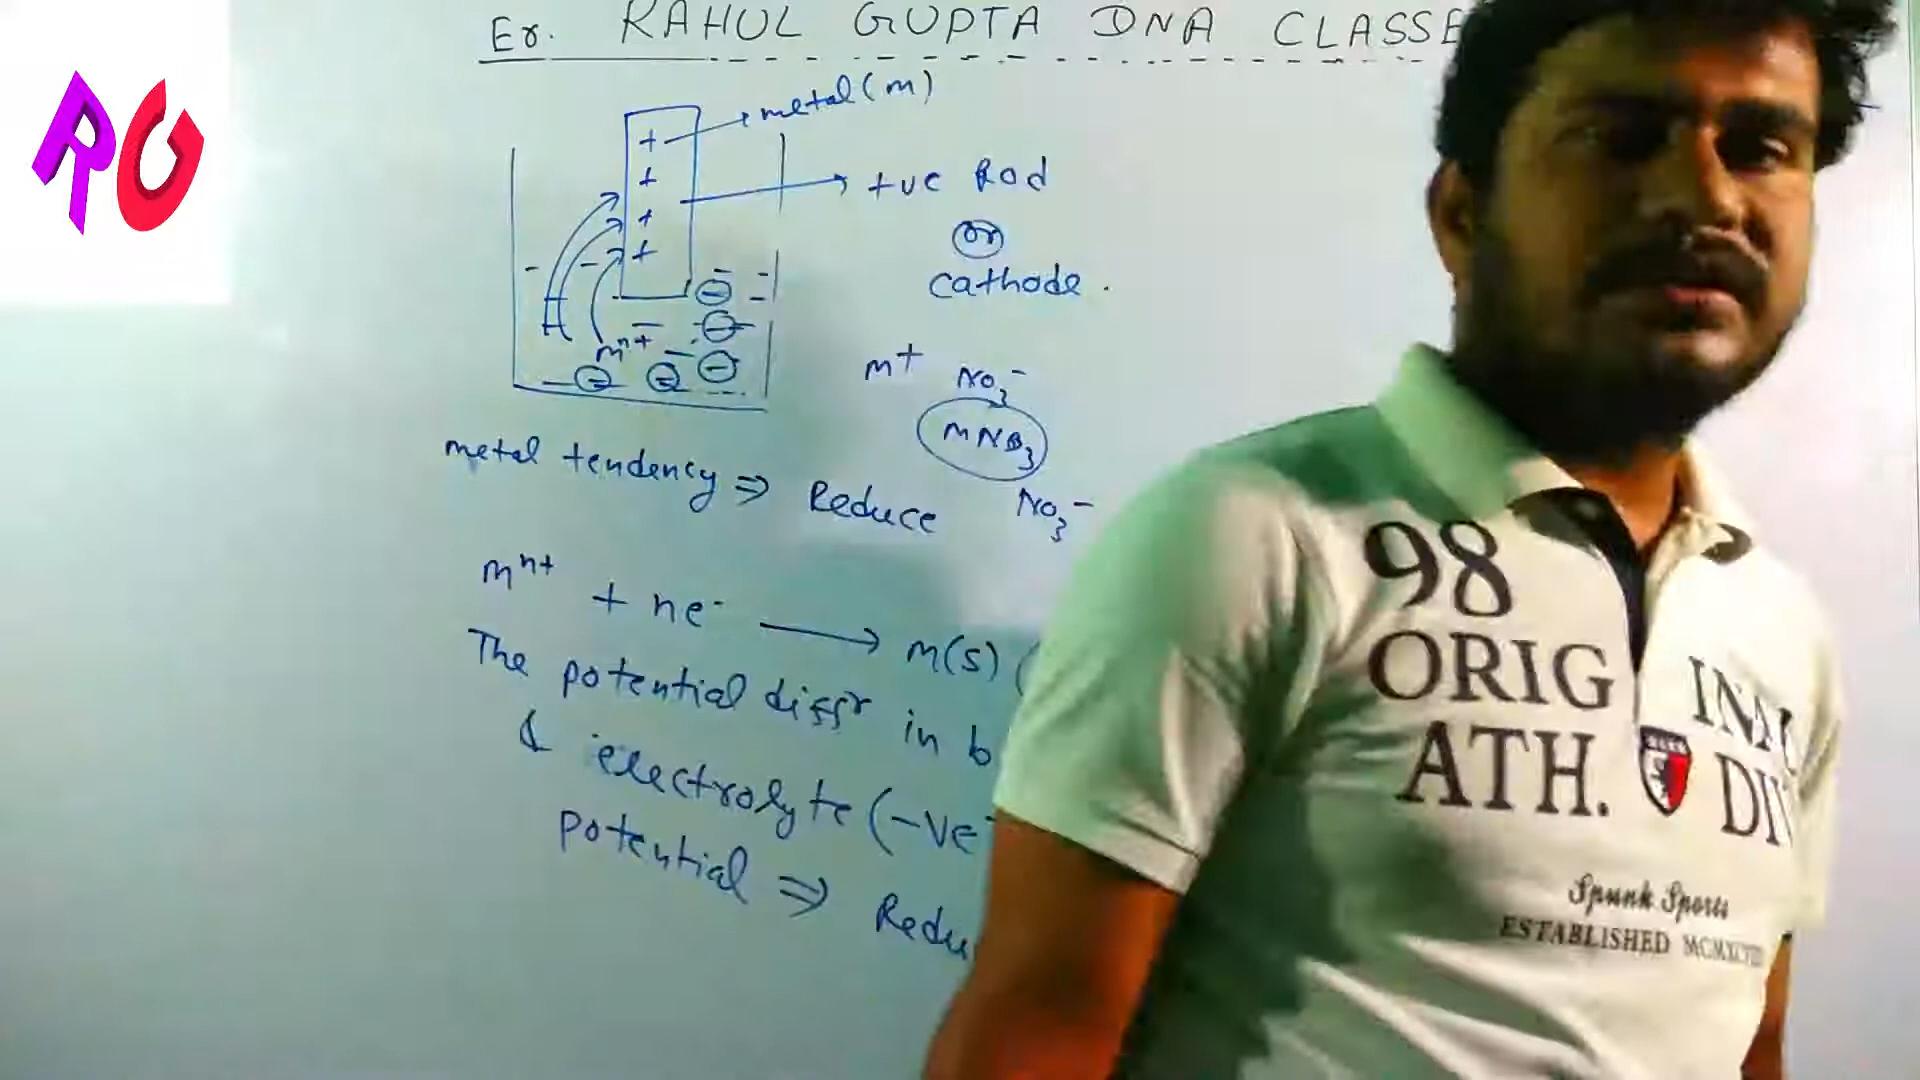 Er. RAHUL GUPTA DNA CLASSE
RG
metal (m)
+ve Rod
or
cathode.
mⁿ⁺
m⁺ NO₃⁻
MNO₃
NO₃⁻
metal tendency ⇒ Reduce
mⁿ⁺ + ne⁻ → m(s) (
The potential diffr in b
& electrolyte (-ve
potential ⇒ Redu
98
ORIG
ATH.
Spunk Sports
ESTABLISHED